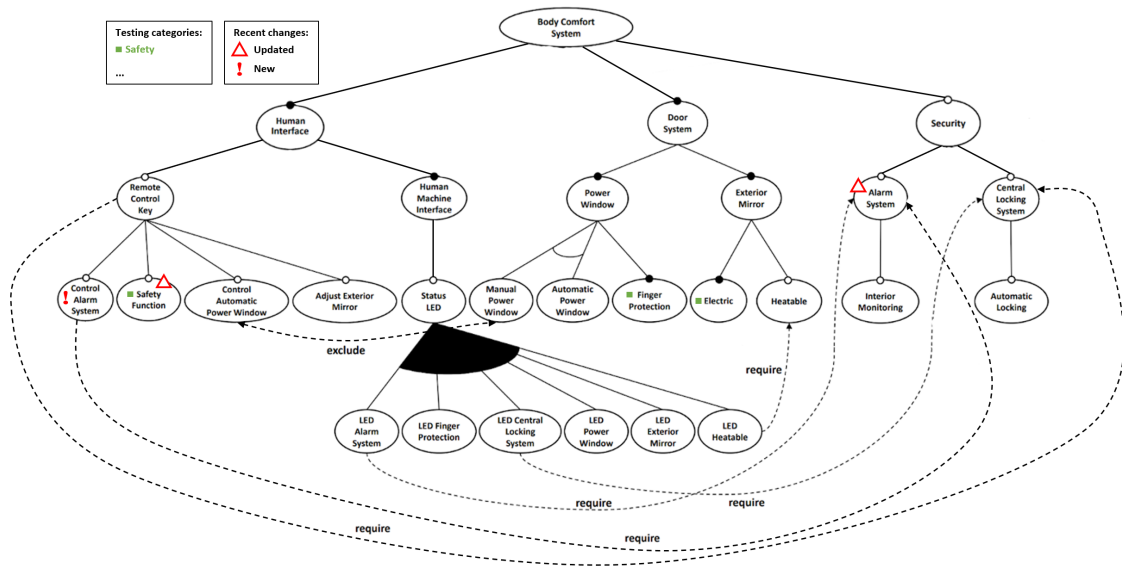 Body Comfort
System
Testing categories:
Safety
...
Recent changes:
Updated
! New
Human
Interface
Door
System
Security
Remote
Control
Key
Human
Machine
Interface
Power
Window
Exterior
Mirror
Alarm
System
Central
Locking
System
! Control
Alarm
System
Safety
Function
Control
Automatic
Power Window
Adjust Exterior
Mirror
Status
LED
Manual
Power
Window
Automatic
Power
Window
Finger
Protection
Electric
Heatable
Interior
Monitoring
Automatic
Locking
exclude
require
LED
Alarm
System
LED Finger
Protection
LED Central
Locking
System
LED
Power
Window
LED
Exterior
Mirror
LED
Heatable
require
require
require
require